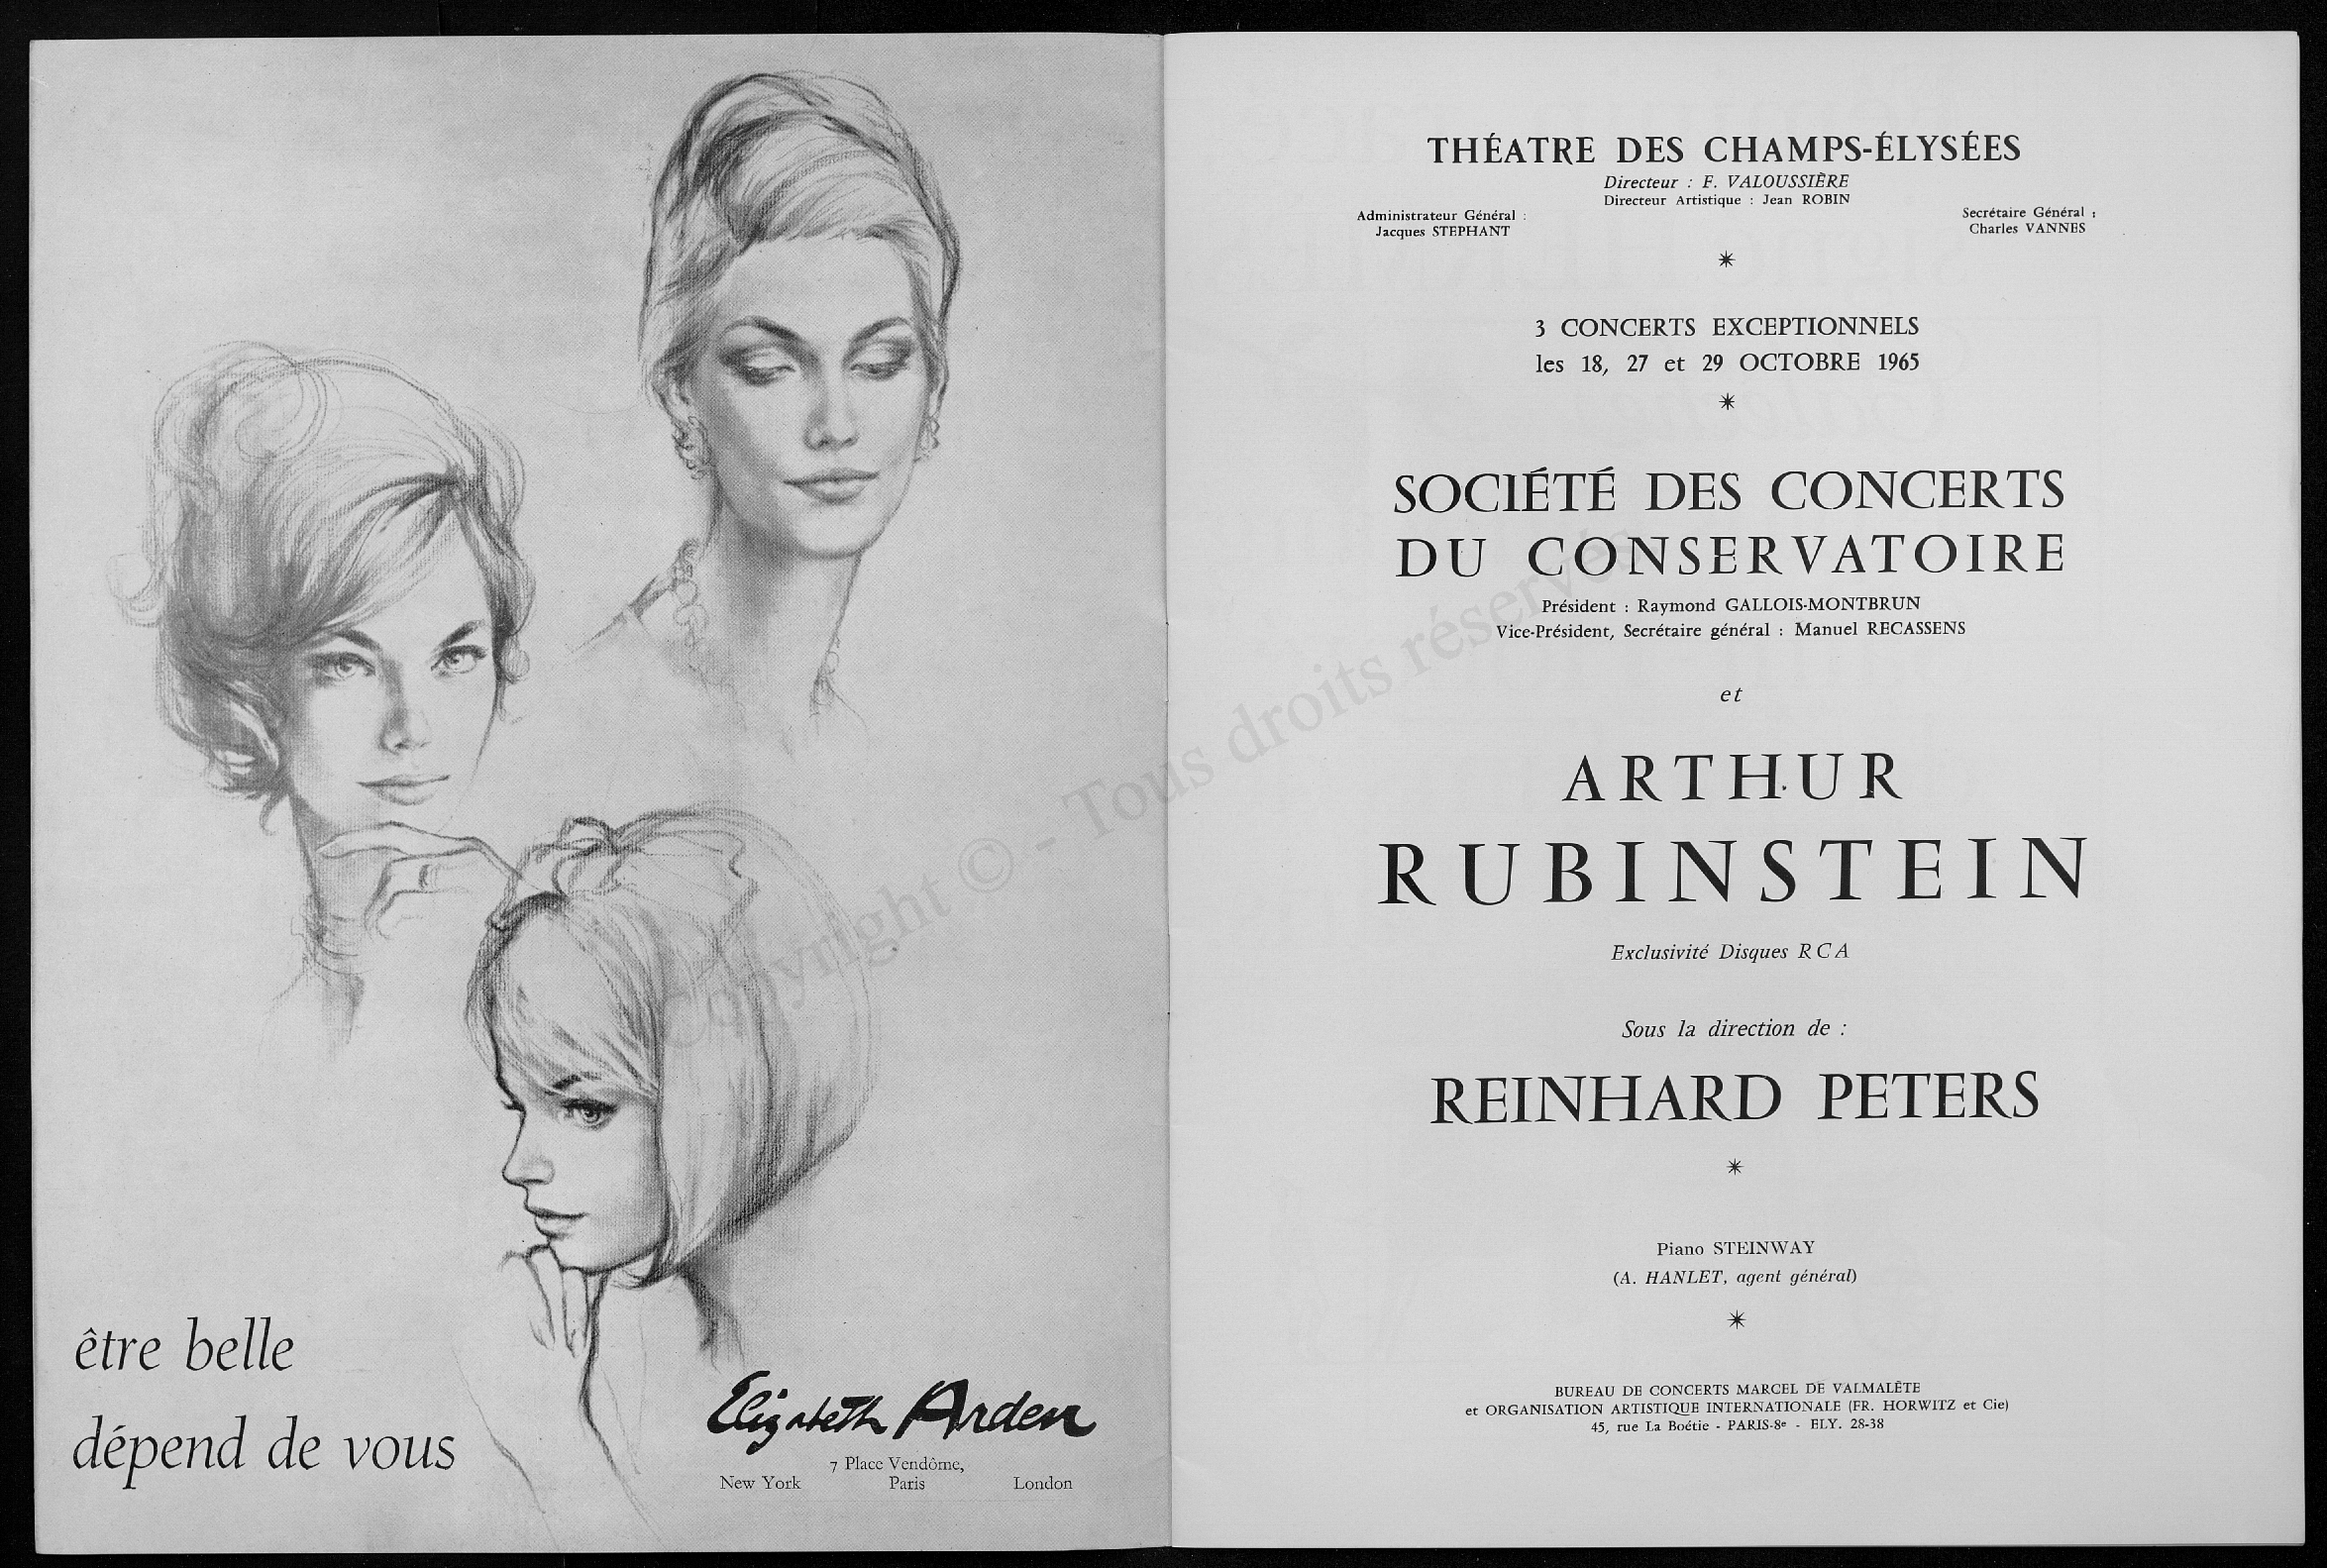 être belle
dépend de vous
Elizabeth Arden
7 Place Vendôme,
New York Paris London
THÉATRE DES CHAMPS-ÉLYSÉES
Directeur : F. VALOUSSIÈRE
Directeur Artistique : Jean ROBIN
Administrateur Général :
Jacques STEPHANT
Secrétaire Général :
Charles VANNES
3 CONCERTS EXCEPTIONNELS
les 18, 27 et 29 OCTOBRE 1965
SOCIÉTÉ DES CONCERTS
DU CONSERVATOIRE
Président : Raymond GALLOIS-MONTBRUN
Vice-Président, Secrétaire général : Manuel RECASSENS
et
ARTHUR
RUBINSTEIN
Exclusivité Disques RCA
Sous la direction de :
REINHARD PETERS
Piano STEINWAY
(A. HANLET, agent général)
BUREAU DE CONCERTS MARCEL DE VALMALÈTE
et ORGANISATION ARTISTIQUE INTERNATIONALE (FR. HORWITZ et Cie)
45, rue La Boétie - PARIS-8e - ELY. 28-38
Copyright © - Tous droits réservés